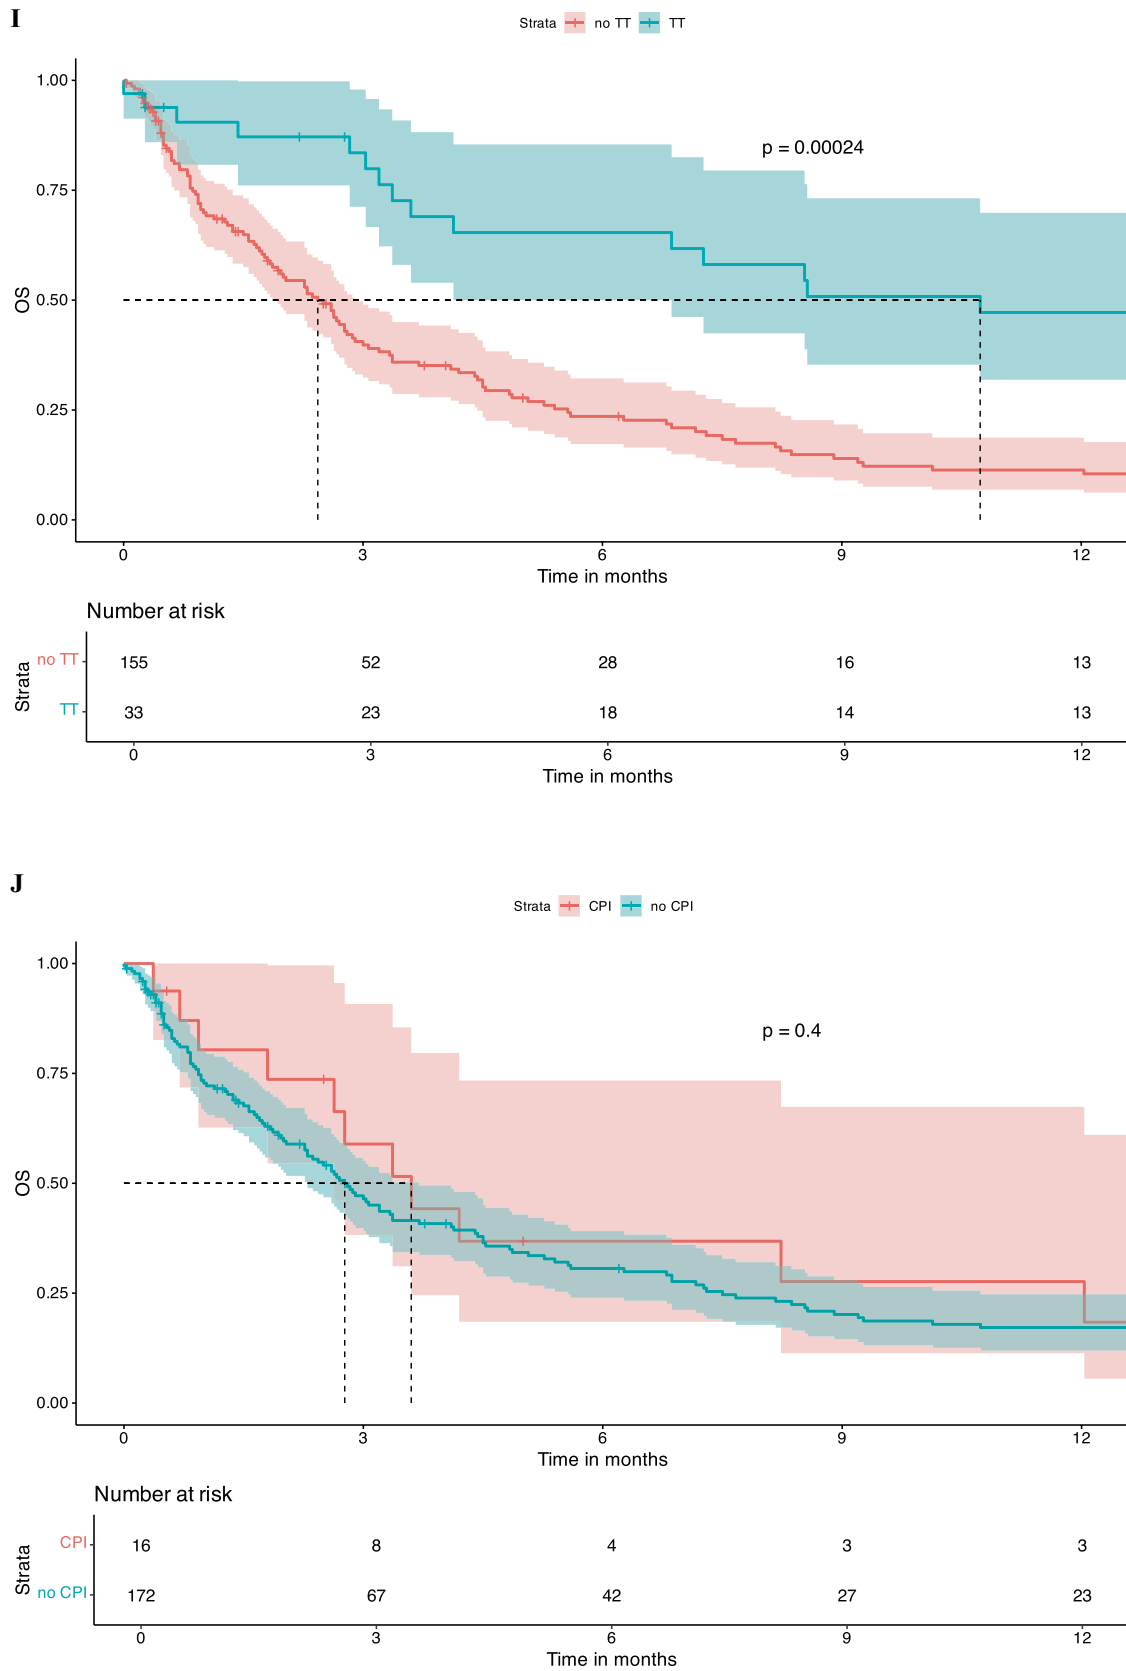 I
Strata no TT TT
1.00
0.75
0.50
0.25
0.00
OS
p = 0.00024
0 3 6 9 12
Time in months
Number at risk
Strata
no TT 155 52 28 16 13
TT 33 23 18 14 13
0 3 6 9 12
Time in months
J
Strata CPI no CPI
1.00
0.75
0.50
0.25
0.00
OS
p = 0.4
0 3 6 9 12
Time in months
Number at risk
Strata
CPI 16 8 4 3 3
no CPI 172 67 42 27 23
0 3 6 9 12
Time in months